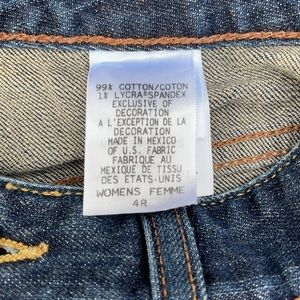 99% COTTON/COTON
1% LYCRA*SPANDEX
EXCLUSIVE OF
DECORATION
A L'EXCEPTION DE LA
DECORATION
MADE IN MEXICO
OF U.S. FABRIC
FABRIQUE AU
MEXIQUE DE TISSU
DES ETATS-UNIS
WOMENS FEMME
4R